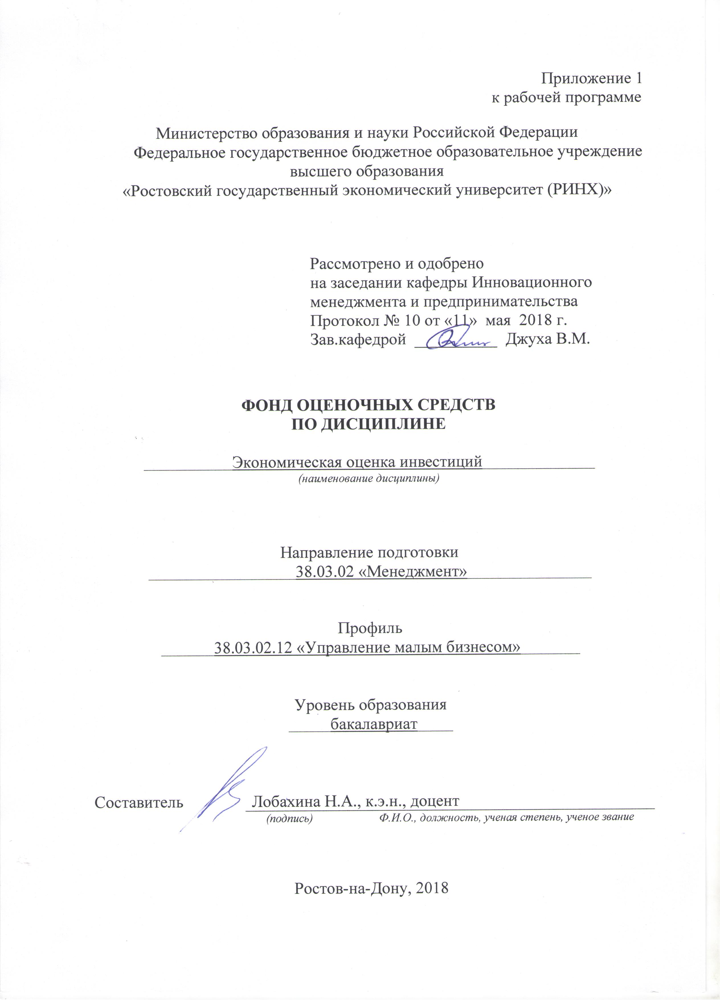 Приложение 1
к рабочей программе
Министерство образования и науки Российской Федерации
Федеральное государственное бюджетное образовательное учреждение
высшего образования
«Ростовский государственный экономический университет (РИНХ)»
Рассмотрено и одобрено
на заседании кафедры Инновационного
менеджмента и предпринимательства
Протокол № 10 от «11» мая 2018 г.
Зав.кафедрой Джуха В.М.
ФОНД ОЦЕНОЧНЫХ СРЕДСТВ
ПО ДИСЦИПЛИНЕ
Экономическая оценка инвестиций
(наименование дисциплины)
Направление подготовки
38.03.02 «Менеджмент»
Профиль
38.03.02.12 «Управление малым бизнесом»
Уровень образования
бакалавриат
Составитель Лобахина Н.А., к.э.н., доцент
(подпись) Ф.И.О., должность, ученая степень, ученое звание
Ростов-на-Дону, 2018